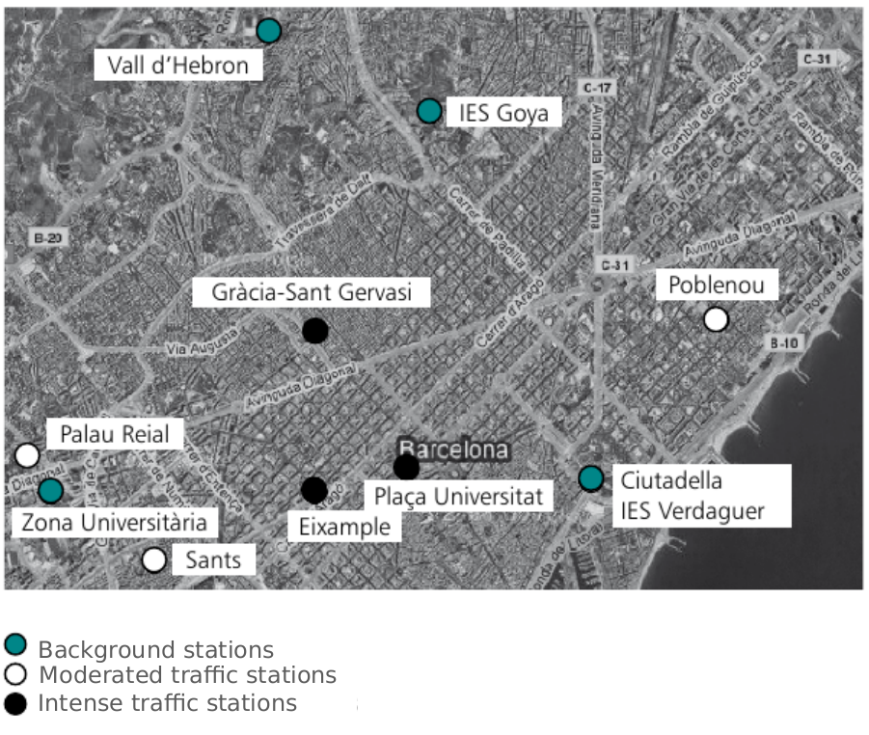 Vall d'Hebron
C-31
C-17
Rambla de Guipúscoa
IES Goya
Gran Via de les Corts Catalanes
Avinguda Meridiana
Travessera de Dalt
Carrer de Padilla
B-20
Avinguda Diagonal
C-31
Gràcia-Sant Gervasi
Poblenou
Carrer d'Aragó
Via Augusta
B-10
Avinguda Diagonal
Palau Reial
Barcelona
Ciutadella
IES Verdaguer
Plaça Universitat
Zona Universitària
Eixample
Sants
Background stations
Moderated traffic stations
Intense traffic stations